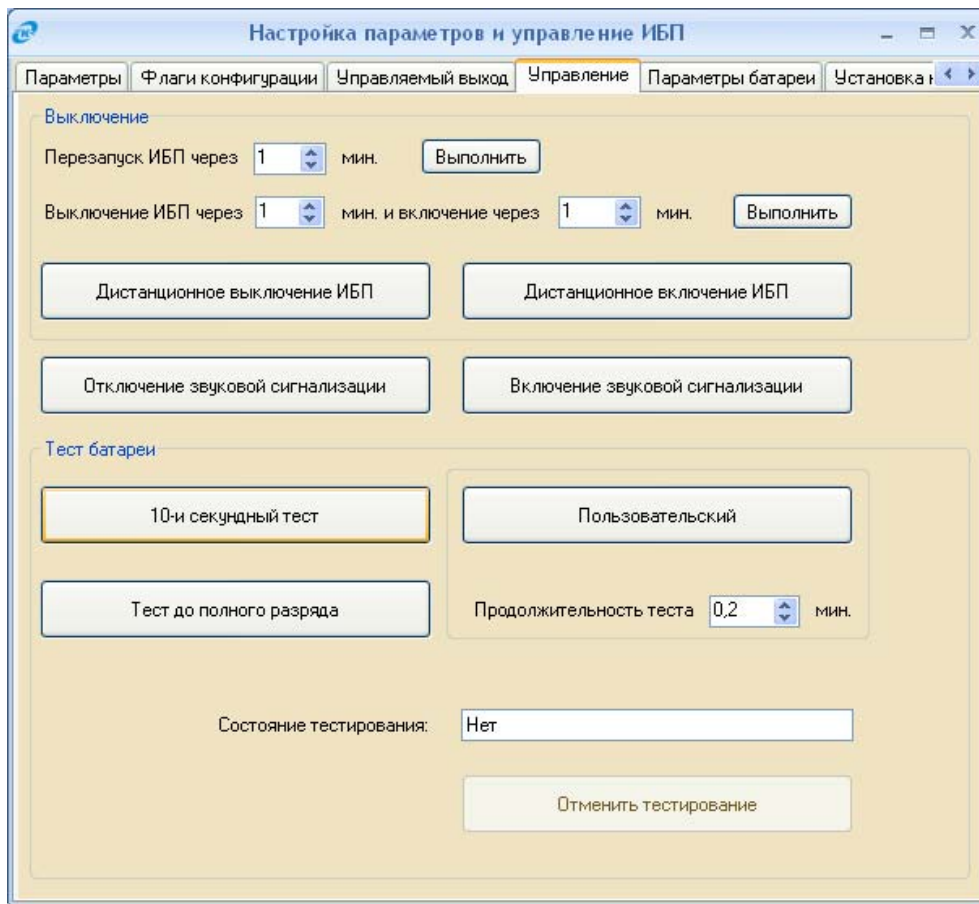 Настройка параметров и управление ИБП
Параметры Флаги конфигурации Управляемый выход Управление Параметры батареи Установка
Выключение
Перезапуск ИБП через 1 мин. Выполнить
Выключение ИБП через 1 мин. и включение через 1 мин. Выполнить
Дистанционное выключение ИБП Дистанционное включение ИБП
Отключение звуковой сигнализации Включение звуковой сигнализации
Тест батареи
10-и секундный тест Пользовательский
Тест до полного разряда Продолжительность теста 0,2 мин.
Состояние тестирования: Нет
Отменить тестирование